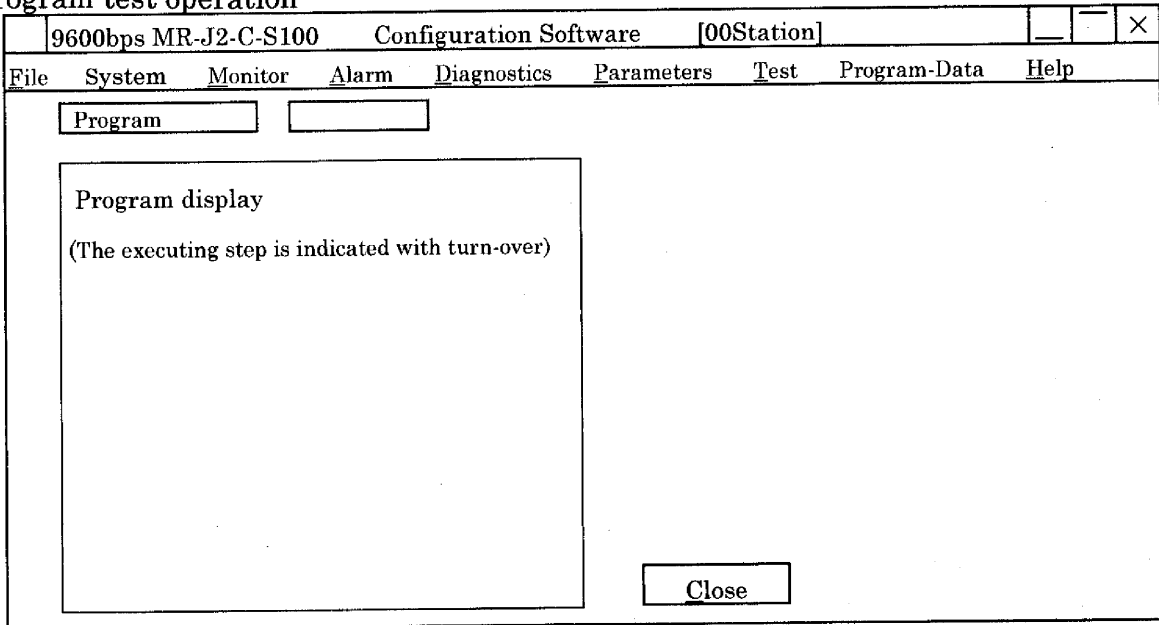 ogram test operation
9600bps MR-J2-C-S100 Configuration Software [00Station]
File System Monitor Alarm Diagnostics Parameters Test Program-Data Help
Program
Program display
(The executing step is indicated with turn-over)
Close